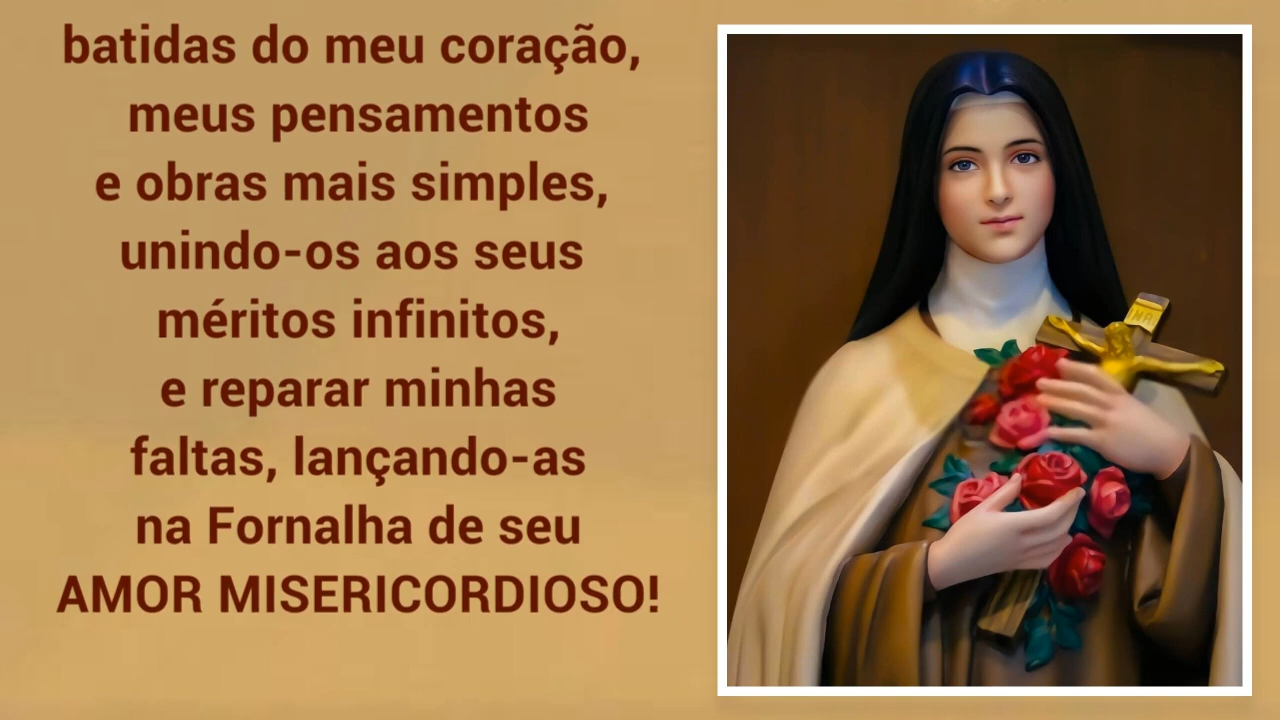 batidas do meu coração,
meus pensamentos
e obras mais simples,
unindo-os aos seus
méritos infinitos,
e reparar minhas
faltas, lançando-as
na Fornalha de seu
AMOR MISERICORDIOSO!
INRI